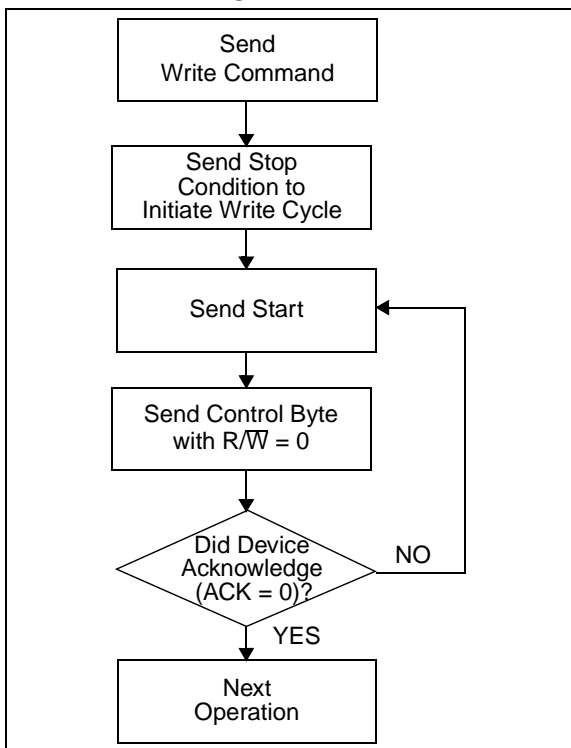 Send
Write Command
Send Stop
Condition to
Initiate Write Cycle
Send Start
Send Control Byte
with R/W̅ = 0
Did Device
Acknowledge
(ACK = 0)?
NO
YES
Next
Operation